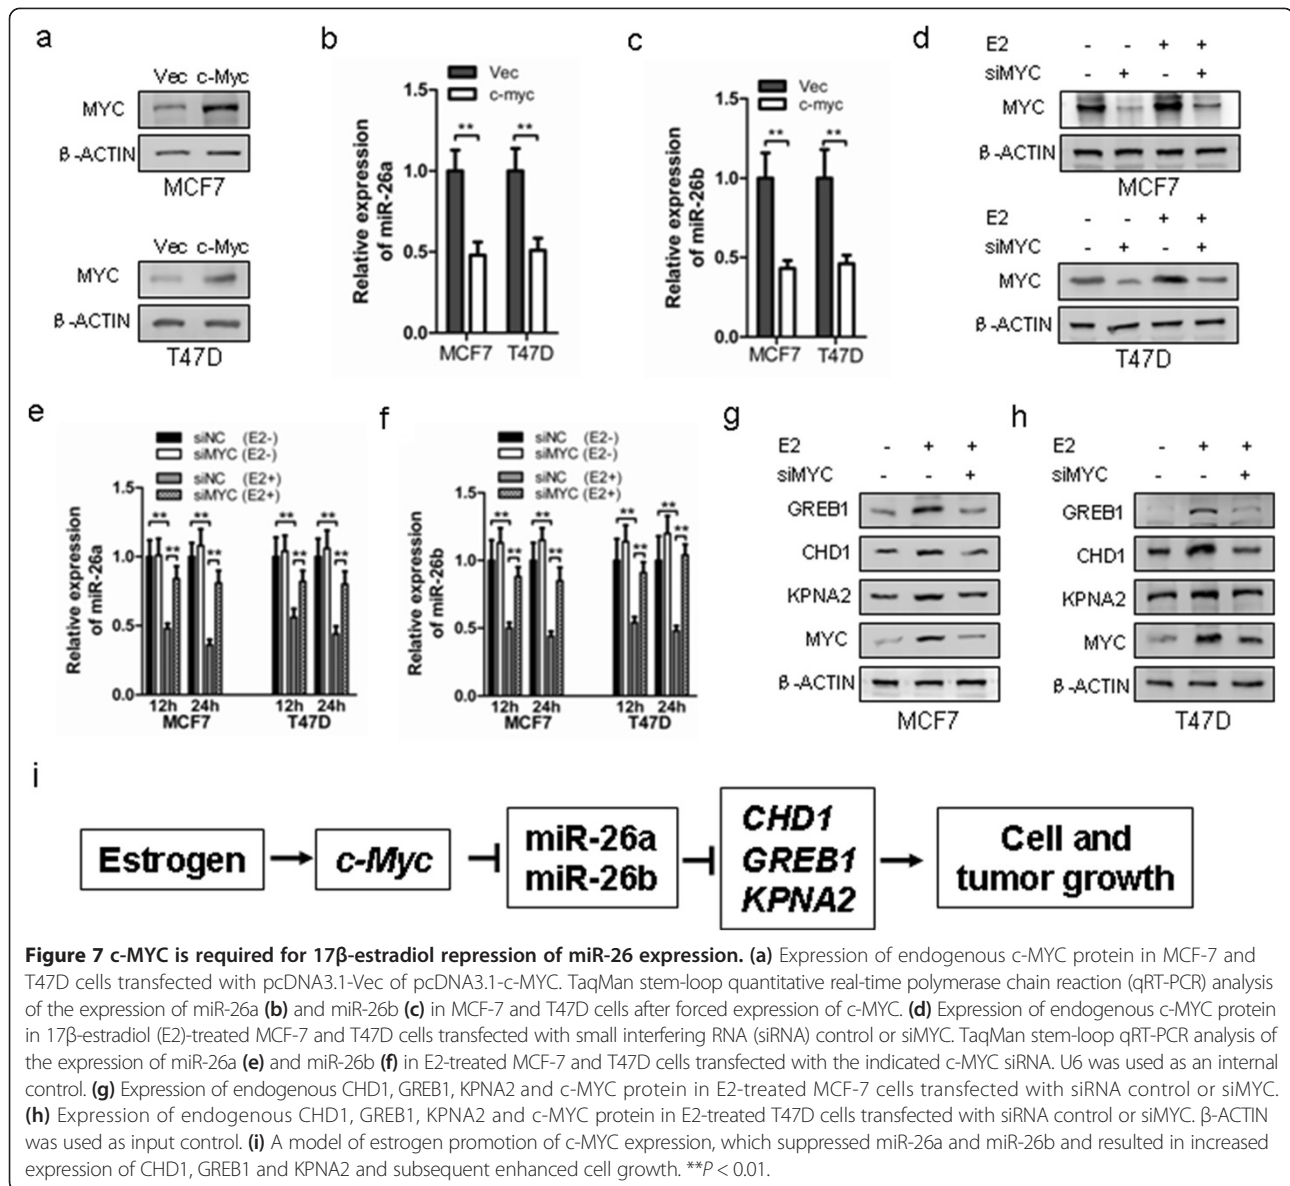 a
Vec c-Myc
MYC
β-ACTIN
MCF7
Vec c-Myc
MYC
β-ACTIN
T47D
b
Vec
c-myc
Relative expression
of miR-26a
1.5
1.0
0.5
0.0
** **
MCF7 T47D
c
Vec
c-myc
Relative expression
of miR-26b
1.5
1.0
0.5
0.0
** **
MCF7 T47D
d
E2 - - + +
siMYC - + - +
MYC
β-ACTIN
MCF7
E2 - - + +
siMYC - + - +
MYC
β-ACTIN
T47D
e
siNC (E2-)
siMYC (E2-)
siNC (E2+)
siMYC (E2+)
Relative expression
of miR-26a
1.5
1.0
0.5
0.0
** ** ** **
** ** ** **
12h 24h 12h 24h
MCF7 T47D
f
siNC (E2-)
siMYC (E2-)
siNC (E2+)
siMYC (E2+)
Relative expression
of miR-26b
1.5
1.0
0.5
0.0
** ** ** **
** ** ** **
12h 24h 12h 24h
MCF7 T47D
g
E2 - + +
siMYC - - +
GREB1
CHD1
KPNA2
MYC
β-ACTIN
MCF7
h
E2 - + +
siMYC - - +
GREB1
CHD1
KPNA2
MYC
β-ACTIN
T47D
i
Estrogen
c-Myc
miR-26a
miR-26b
CHD1
GREB1
KPNA2
Cell and
tumor growth
Figure 7 c-MYC is required for 17β-estradiol repression of miR-26 expression. (a) Expression of endogenous c-MYC protein in MCF-7 and
T47D cells transfected with pcDNA3.1-Vec of pcDNA3.1-c-MYC. TaqMan stem-loop quantitative real-time polymerase chain reaction (qRT-PCR) analysis
of the expression of miR-26a (b) and miR-26b (c) in MCF-7 and T47D cells after forced expression of c-MYC. (d) Expression of endogenous c-MYC protein
in 17β-estradiol (E2)-treated MCF-7 and T47D cells transfected with small interfering RNA (siRNA) control or siMYC. TaqMan stem-loop qRT-PCR analysis of
the expression of miR-26a (e) and miR-26b (f) in E2-treated MCF-7 and T47D cells transfected with the indicated c-MYC siRNA. U6 was used as an internal
control. (g) Expression of endogenous CHD1, GREB1, KPNA2 and c-MYC protein in E2-treated MCF-7 cells transfected with siRNA control or siMYC.
(h) Expression of endogenous CHD1, GREB1, KPNA2 and c-MYC protein in E2-treated T47D cells transfected with siRNA control or siMYC. β-ACTIN
was used as input control. (i) A model of estrogen promotion of c-MYC expression, which suppressed miR-26a and miR-26b and resulted in increased
expression of CHD1, GREB1 and KPNA2 and subsequent enhanced cell growth. **P < 0.01.